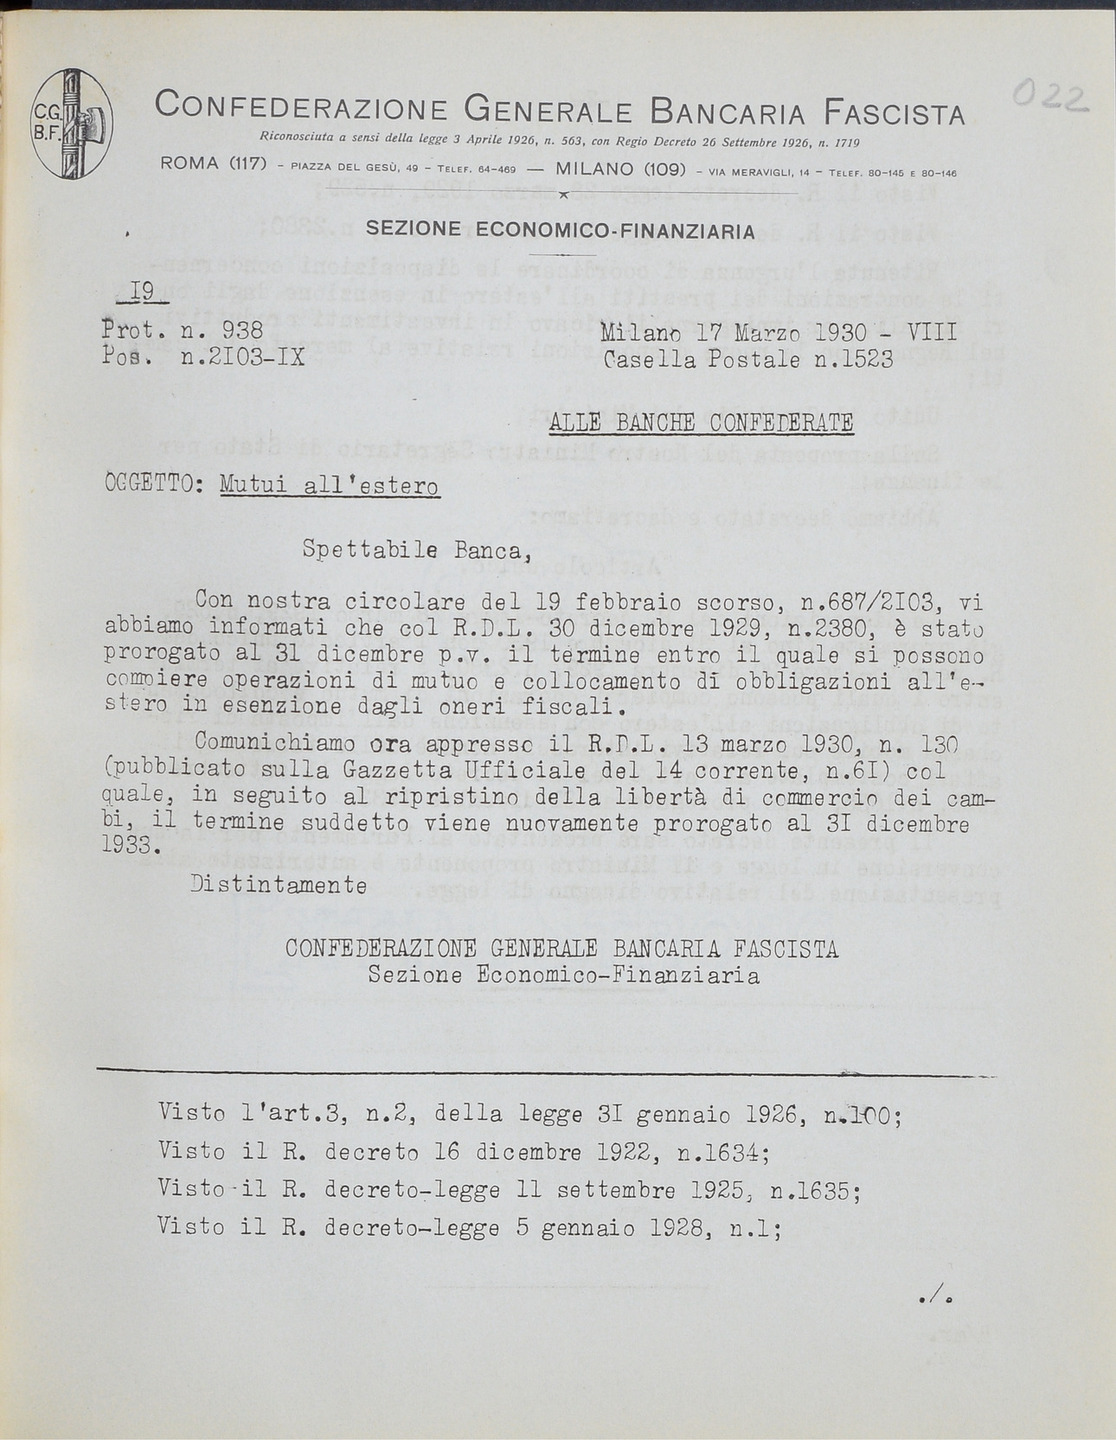 C.G.
B.F.
022
CONFEDERAZIONE GENERALE BANCARIA FASCISTA
Riconosciuta a sensi della legge 3 Aprile 1926, n. 563, con Regio Decreto 26 Settembre 1926, n. 1719
ROMA (117) - PIAZZA DEL GESÙ, 49 - TELEF. 64-469 — MILANO (109) - VIA MERAVIGLI, 14 - TELEF. 80-145 E 80-146
SEZIONE ECONOMICO-FINANZIARIA
I9
Prot. n. 938
Pos. n.2I03-IX
Milano 17 Marzo 1930 - VIII
Casella Postale n.1523
ALLE BANCHE CONFEDERATE
OGGETTO: Mutui all'estero
Spettabile Banca,
Con nostra circolare del 19 febbraio scorso, n.687/2I03, vi
abbiamo informati che col R.D.L. 30 dicembre 1929, n.2380, è stato
prorogato al 31 dicembre p.v. il termine entro il quale si possono
compiere operazioni di mutuo e collocamento di obbligazioni all'e-
stero in esenzione dagli oneri fiscali.
Comunichiamo ora appresso il R.D.L. 13 marzo 1930, n. 130
(pubblicato sulla Gazzetta Ufficiale del 14 corrente, n.6I) col
quale, in seguito al ripristino della libertà di commercio dei cam-
bi, il termine suddetto viene nuovamente prorogato al 3I dicembre
1933.
Distintamente
CONFEDERAZIONE GENERALE BANCARIA FASCISTA
Sezione Economico-Finanziaria
Visto l'art.3, n.2, della legge 3I gennaio 1926, n.100;
Visto il R. decreto 16 dicembre 1922, n.1634;
Visto il R. decreto-legge 11 settembre 1925, n.1635;
Visto il R. decreto-legge 5 gennaio 1928, n.1;
./.